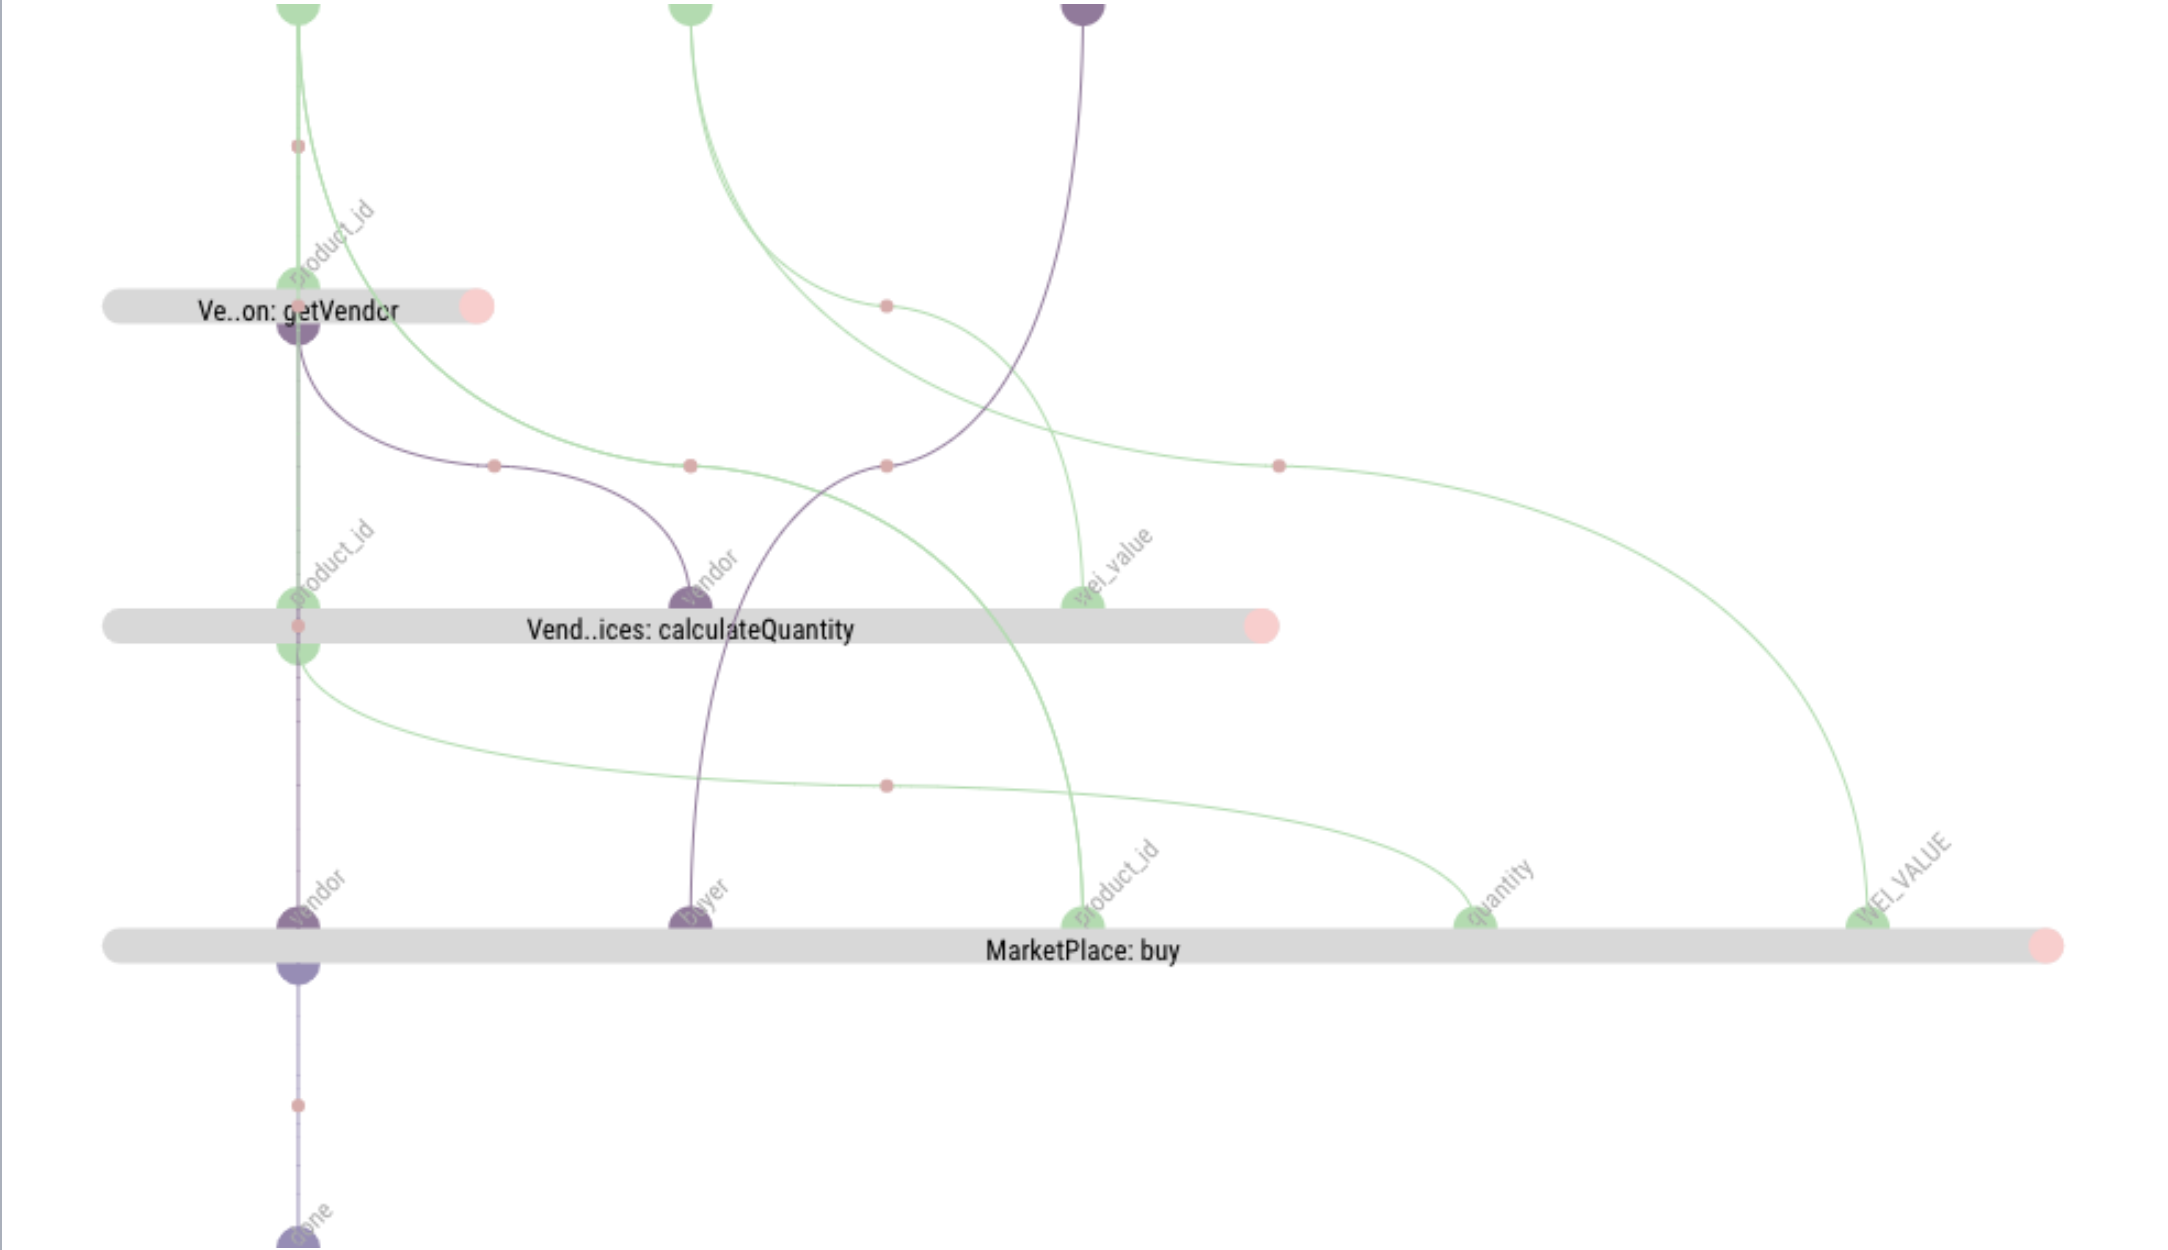 product_id
Ve..on: getVendor
product_id
vendor
wei_value
Vend..ices: calculateQuantity
vendor
buyer
product_id
quantity
WEI_VALUE
MarketPlace: buy
done